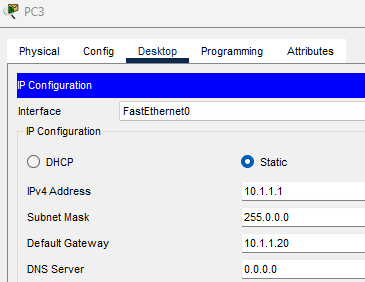 PC3
Physical Config Desktop Programming Attributes
IP Configuration
Interface FastEthernet0
IP Configuration
DHCP Static
IPv4 Address 10.1.1.1
Subnet Mask 255.0.0.0
Default Gateway 10.1.1.20
DNS Server 0.0.0.0